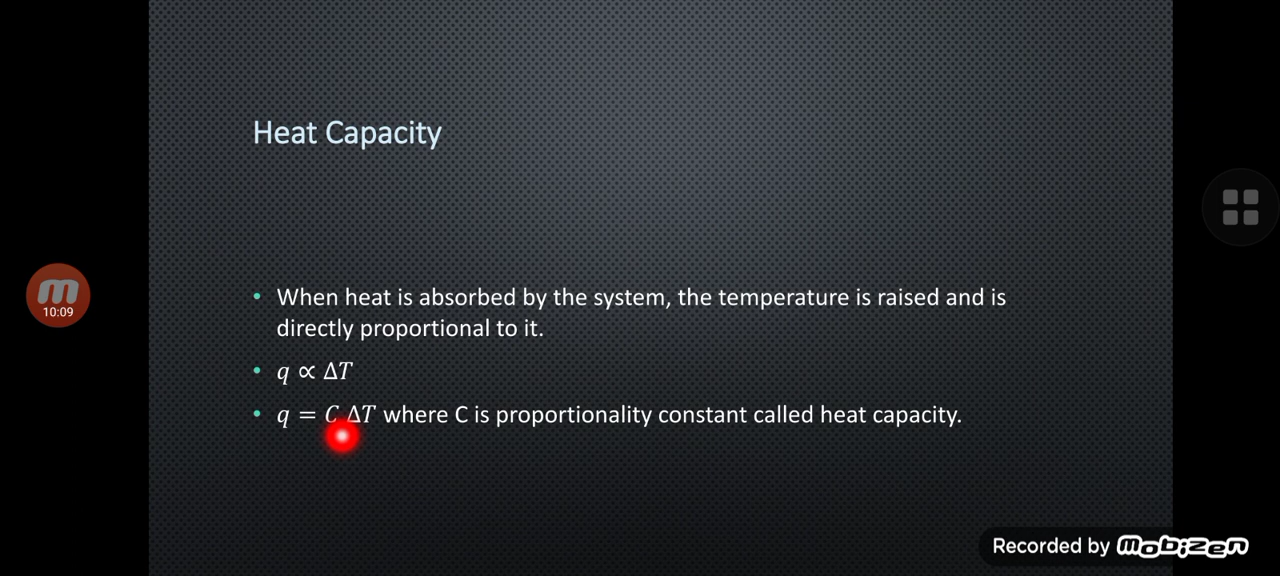 Heat Capacity
• When heat is absorbed by the system, the temperature is raised and is
directly proportional to it.
• q ∝ ΔT
• q = C ΔT where C is proportionality constant called heat capacity.
m
10:09
Recorded by mobizen